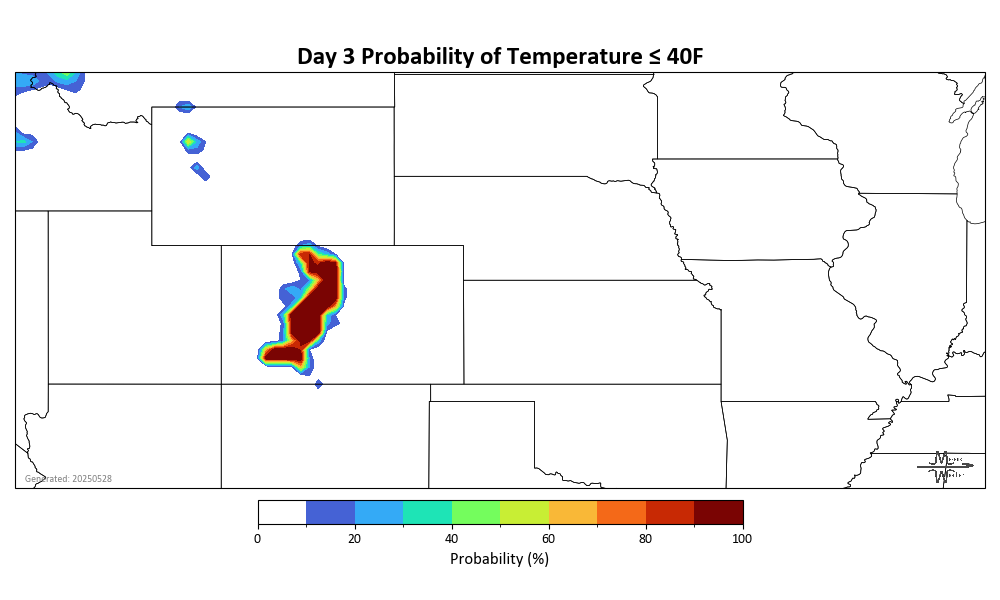 Day 3 Probability of Temperature ≤ 40F
Generated: 20250528
0 20 40 60 80 100
Probability (%)